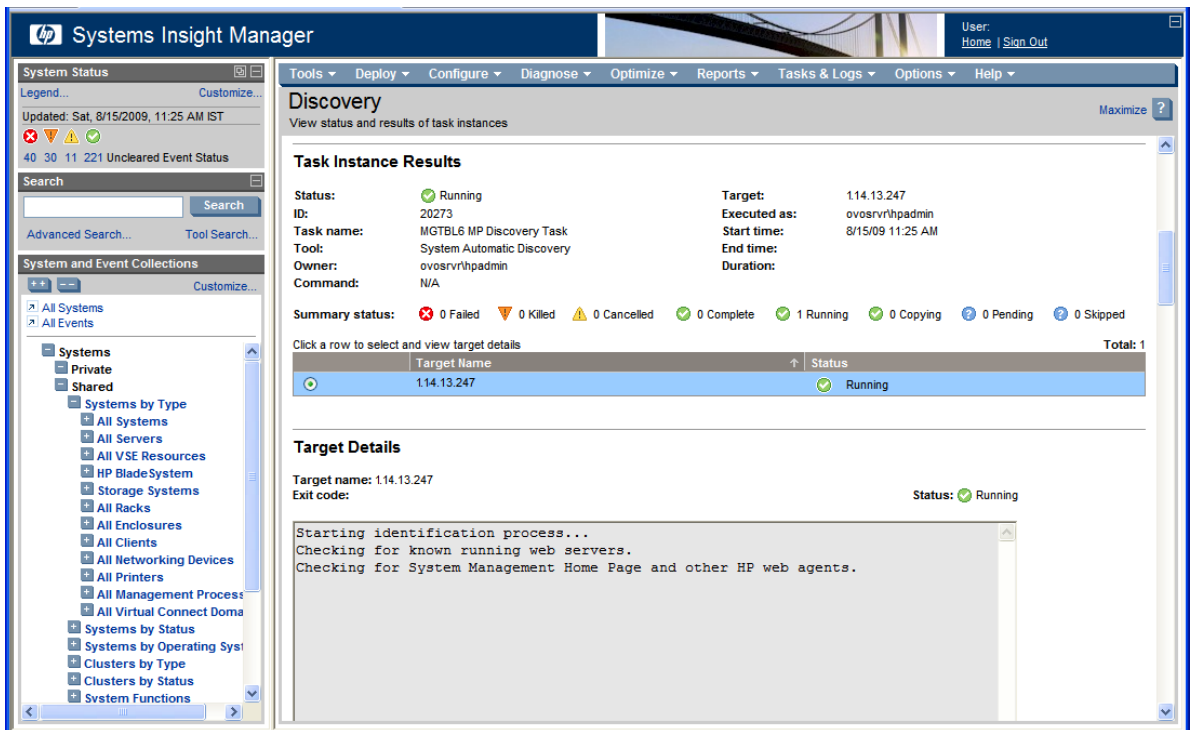 hp Systems Insight Manager
User:
Home | Sign Out
System Status
Legend... Customize...
Updated: Sat, 8/15/2009, 11:25 AM IST
40 30 11 221 Uncleared Event Status
Search
Search
Advanced Search... Tool Search...
System and Event Collections
Customize...
All Systems
All Events
Systems
Private
Shared
Systems by Type
All Systems
All Servers
All VSE Resources
HP BladeSystem
Storage Systems
All Racks
All Enclosures
All Clients
All Networking Devices
All Printers
All Management Process
All Virtual Connect Doma
Systems by Status
Systems by Operating Syst
Clusters by Type
Clusters by Status
System Functions
Tools Deploy Configure Diagnose Optimize Reports Tasks & Logs Options Help
Discovery
View status and results of task instances
Maximize ?
Task Instance Results
Status: Running Target: 1.14.13.247
ID: 20273 Executed as: ovosrvr\hpadmin
Task name: MGTBL6 MP Discovery Task Start time: 8/15/09 11:25 AM
Tool: System Automatic Discovery End time:
Owner: ovosrvr\hpadmin Duration:
Command: N/A
Summary status: 0 Failed 0 Killed 0 Cancelled 0 Complete 1 Running 0 Copying 0 Pending 0 Skipped
Click a row to select and view target details Total: 1
Target Name Status
1.14.13.247 Running
Target Details
Target name: 1.14.13.247
Exit code: Status: Running
Starting identification process...
Checking for known running web servers.
Checking for System Management Home Page and other HP web agents.